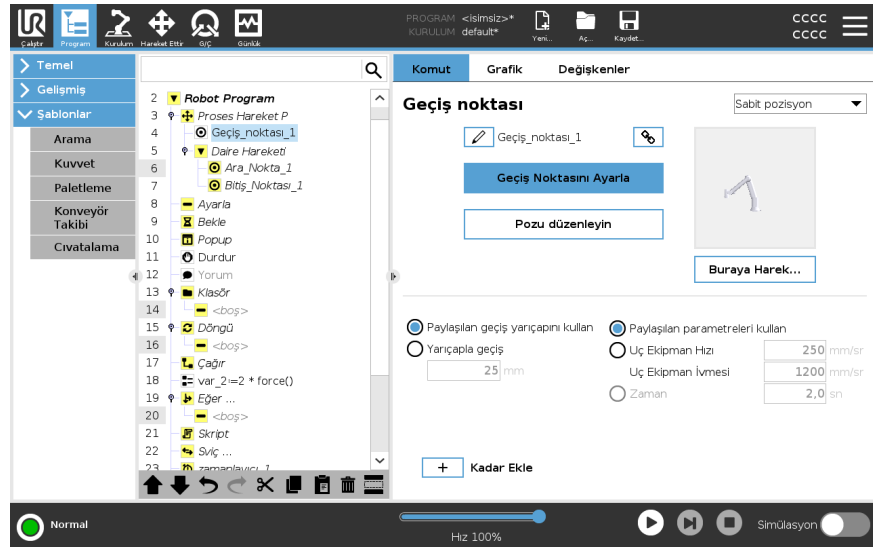 PROGRAM <isimsiz>*
KURULUM default*
Çalıştır Program Kurulum Hareket Ettir G/Ç Günlük Yeni... Aç... Kaydet...
CCCC
CCCC
Temel
Gelişmiş
Şablonlar
Arama
Kuvvet
Paletleme
Konveyör
Takibi
Cıvatalama
2 Robot Program
3 Proses Hareket P
4 Geçiş_noktası_1
5 Daire Hareketi
6 Ara_Nokta_1
7 Bitiş_Noktası_1
8 Ayarla
9 Bekle
10 Popup
11 Durdur
12 Yorum
13 Klasör
14 <boş>
15 Döngü
16 <boş>
17 Çağır
18 var_2≔2 * force()
19 Eğer ...
20 <boş>
21 Skript
22 Sviç ...
23 zamanlayıcı_1
Komut Grafik Değişkenler
Geçiş noktası
Sabit pozisyon
Geçiş_noktası_1
Geçiş Noktasını Ayarla
Pozu düzenleyin
Buraya Harek...
Paylaşılan geçiş yarıçapını kullan
Yarıçapla geçiş
25 mm
Paylaşılan parametreleri kullan
Uç Ekipman Hızı 250 mm/sr
Uç Ekipman İvmesi 1200 mm/sr
Zaman 2,0 sn
+ Kadar Ekle
Normal
Hız 100%
Simülasyon